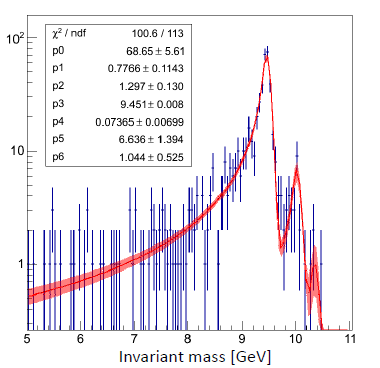 χ² / ndf 100.6 / 113
p0 68.65 ± 5.61
p1 0.7766 ± 0.1143
p2 1.297 ± 0.130
p3 9.451 ± 0.008
p4 0.07365 ± 0.00699
p5 6.636 ± 1.394
p6 1.044 ± 0.525
10²
10
1
5 6 7 8 9 10 11
Invariant mass [GeV]